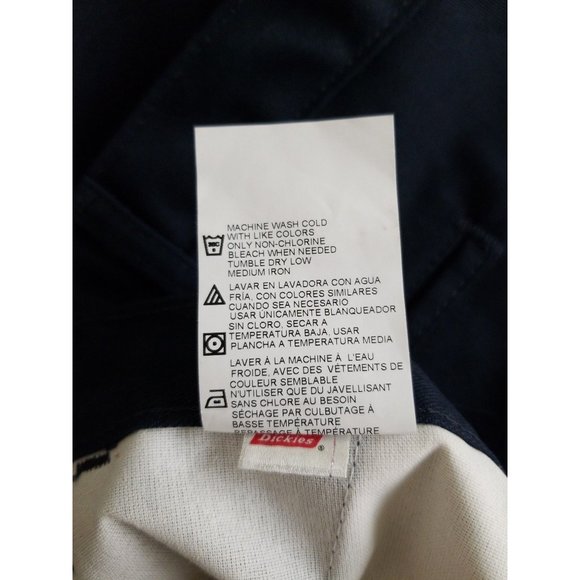 MACHINE WASH COLD
WITH LIKE COLORS
ONLY NON-CHLORINE
BLEACH WHEN NEEDED
TUMBLE DRY LOW
MEDIUM IRON
LAVAR EN LAVADORA CON AGUA
FRÍA, CON COLORES SIMILARES
CUANDO SEA NECESARIO
USAR ÚNICAMENTE BLANQUEADOR
SIN CLORO, SECAR A
TEMPERATURA BAJA, USAR
PLANCHA A TEMPERATURA MEDIA
LAVER À LA MACHINE À L'EAU
FROIDE, AVEC DES VÊTEMENTS DE
COULEUR SEMBLABLE
N'UTILISER QUE DU JAVELLISANT
SANS CHLORE AU BESOIN
SÉCHAGE PAR CULBUTAGE À
BASSE TEMPÉRATURE
REPASSAGE À TEMPÉRATURE
Dickies
®